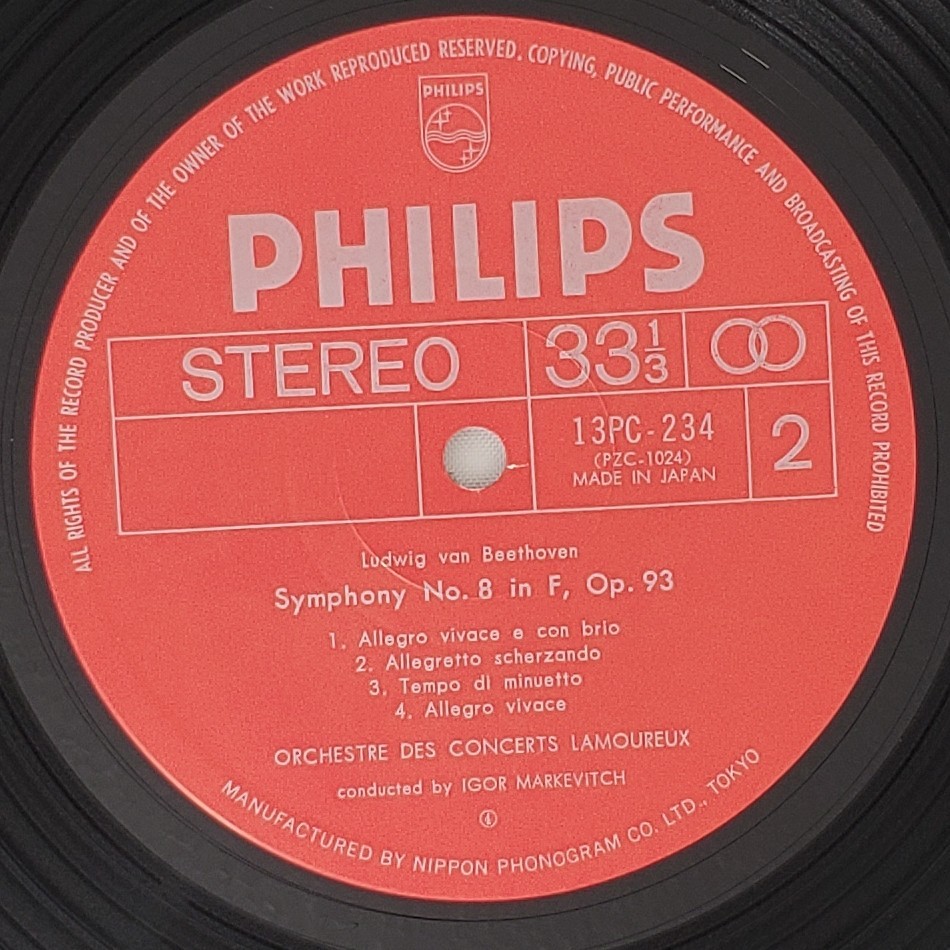 ALL RIGHTS OF THE RECORD PRODUCER AND OF THE OWNER OF THE WORK REPRODUCED RESERVED. COPYING, PUBLIC PERFORMANCE AND BROADCASTING OF THIS RECORD PROHIBITED
PHILIPS
PHILIPS
STEREO 33 1/3
13PC-234 2
(PZC-1024)
MADE IN JAPAN
Ludwig van Beethoven
Symphony No. 8 in F, Op. 93
1. Allegro vivace e con brio
2. Allegretto scherzando
3. Tempo di minuetto
4. Allegro vivace
ORCHESTRE DES CONCERTS LAMOUREUX
conducted by IGOR MARKEVITCH
④
MANUFACTURED BY NIPPON PHONOGRAM CO. LTD., TOKYO